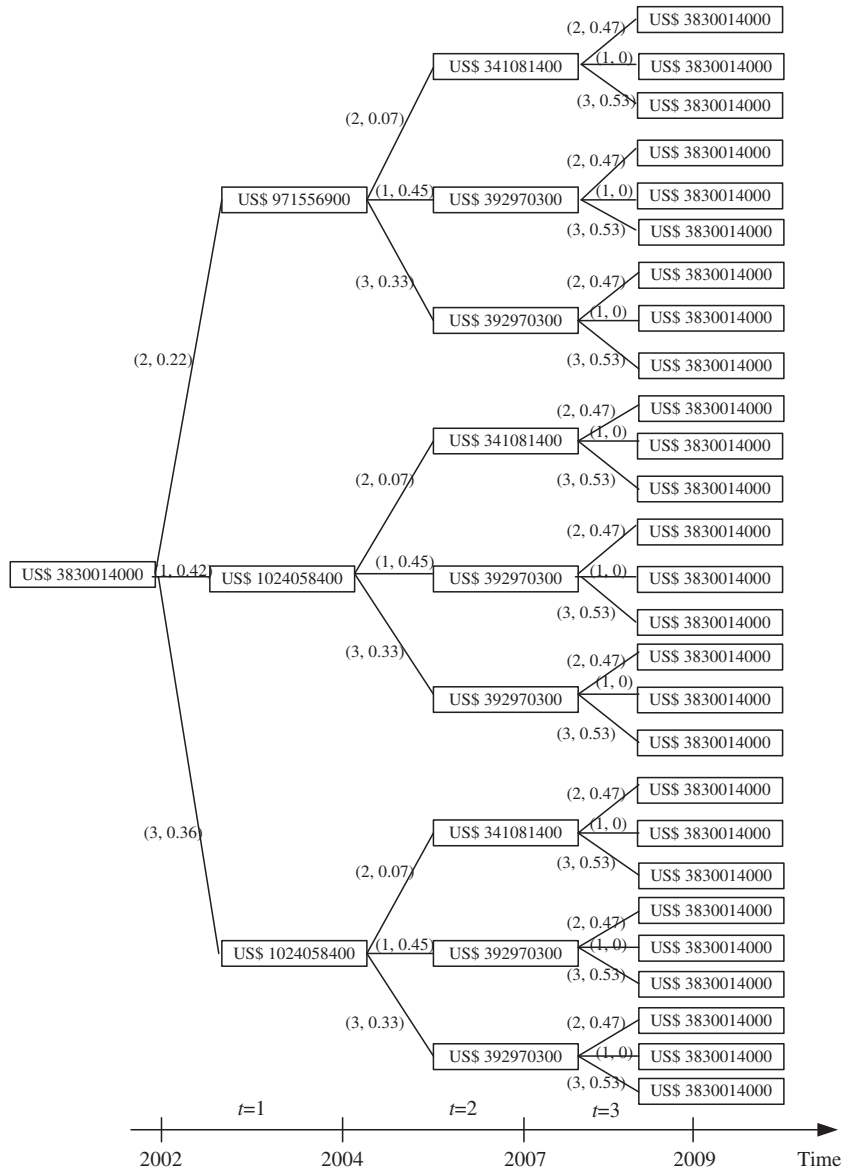 (2, 0.47) US$ 3830014000
US$ 341081400 (1, 0) US$ 3830014000
(3, 0.53) US$ 3830014000
(2, 0.07)
(2, 0.47) US$ 3830014000
US$ 971556900 (1, 0.45) US$ 392970300 (1, 0) US$ 3830014000
(3, 0.53) US$ 3830014000
(3, 0.33) (2, 0.47) US$ 3830014000
US$ 392970300 (1, 0) US$ 3830014000
(2, 0.22) (3, 0.53) US$ 3830014000
(2, 0.47) US$ 3830014000
US$ 341081400 (1, 0) US$ 3830014000
(2, 0.07) (3, 0.53) US$ 3830014000
(2, 0.47) US$ 3830014000
US$ 3830014000 (1, 0.42) US$ 1024058400 (1, 0.45) US$ 392970300 (1, 0) US$ 3830014000
(3, 0.53) US$ 3830014000
(3, 0.33) (2, 0.47) US$ 3830014000
US$ 392970300 (1, 0) US$ 3830014000
(3, 0.53) US$ 3830014000
(2, 0.47) US$ 3830014000
(3, 0.36) US$ 341081400 (1, 0) US$ 3830014000
(2, 0.07) (3, 0.53) US$ 3830014000
(2, 0.47) US$ 3830014000
US$ 1024058400 (1, 0.45) US$ 392970300 (1, 0) US$ 3830014000
(3, 0.53) US$ 3830014000
(3, 0.33) (2, 0.47) US$ 3830014000
US$ 392970300 (1, 0) US$ 3830014000
(3, 0.53) US$ 3830014000
t=1 t=2 t=3
2002 2004 2007 2009 Time